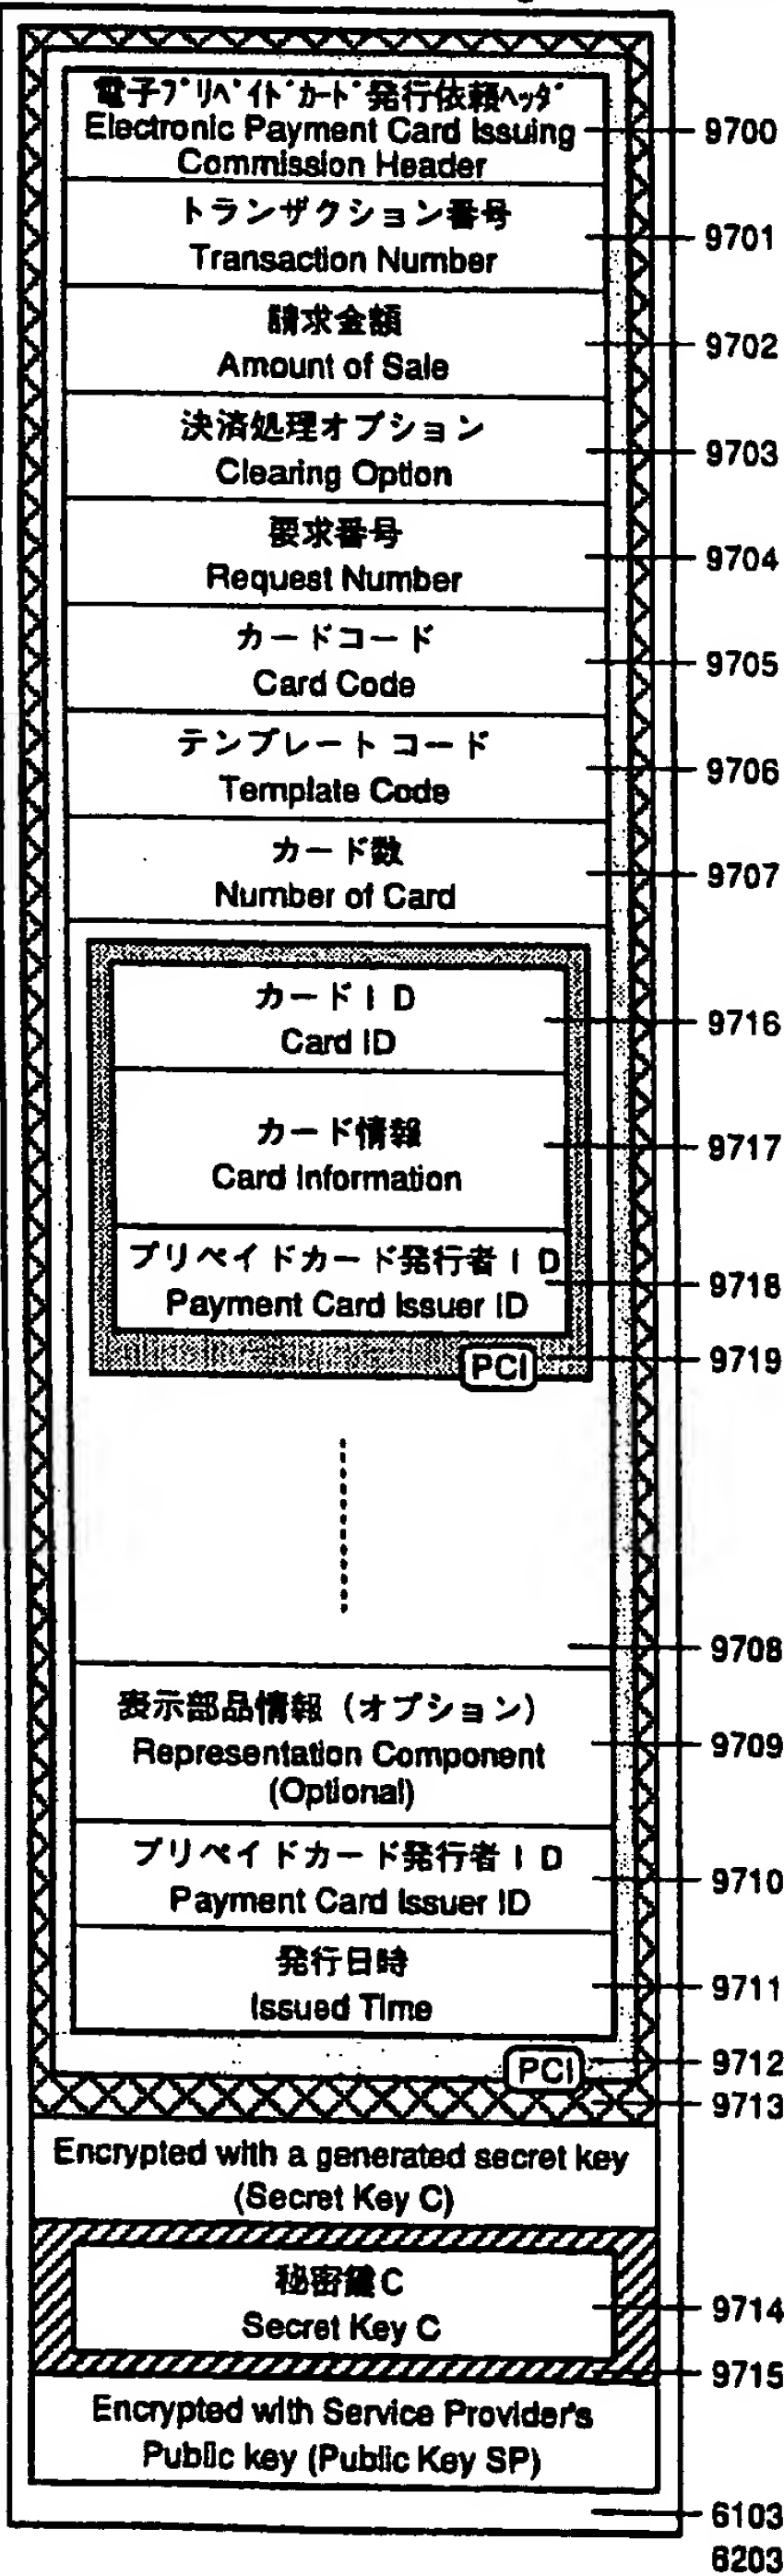 電子プリペイドカード発行依頼ヘッダ
Electronic Payment Card Issuing
Commission Header
9700
トランザクション番号
Transaction Number
9701
請求金額
Amount of Sale
9702
決済処理オプション
Clearing Option
9703
要求番号
Request Number
9704
カードコード
Card Code
9705
テンプレートコード
Template Code
9706
カード数
Number of Card
9707
カードID
Card ID
9716
カード情報
Card Information
9717
プリペイドカード発行者ID
Payment Card Issuer ID
9718
PCI
9719
9708
表示部品情報（オプション）
Representation Component
(Optional)
9709
プリペイドカード発行者ID
Payment Card Issuer ID
9710
発行日時
Issued Time
9711
PCI
9712
9713
Encrypted with a generated secret key
(Secret Key C)
秘密鍵C
Secret Key C
9714
9715
Encrypted with Service Provider's
Public key (Public Key SP)
6103
6203